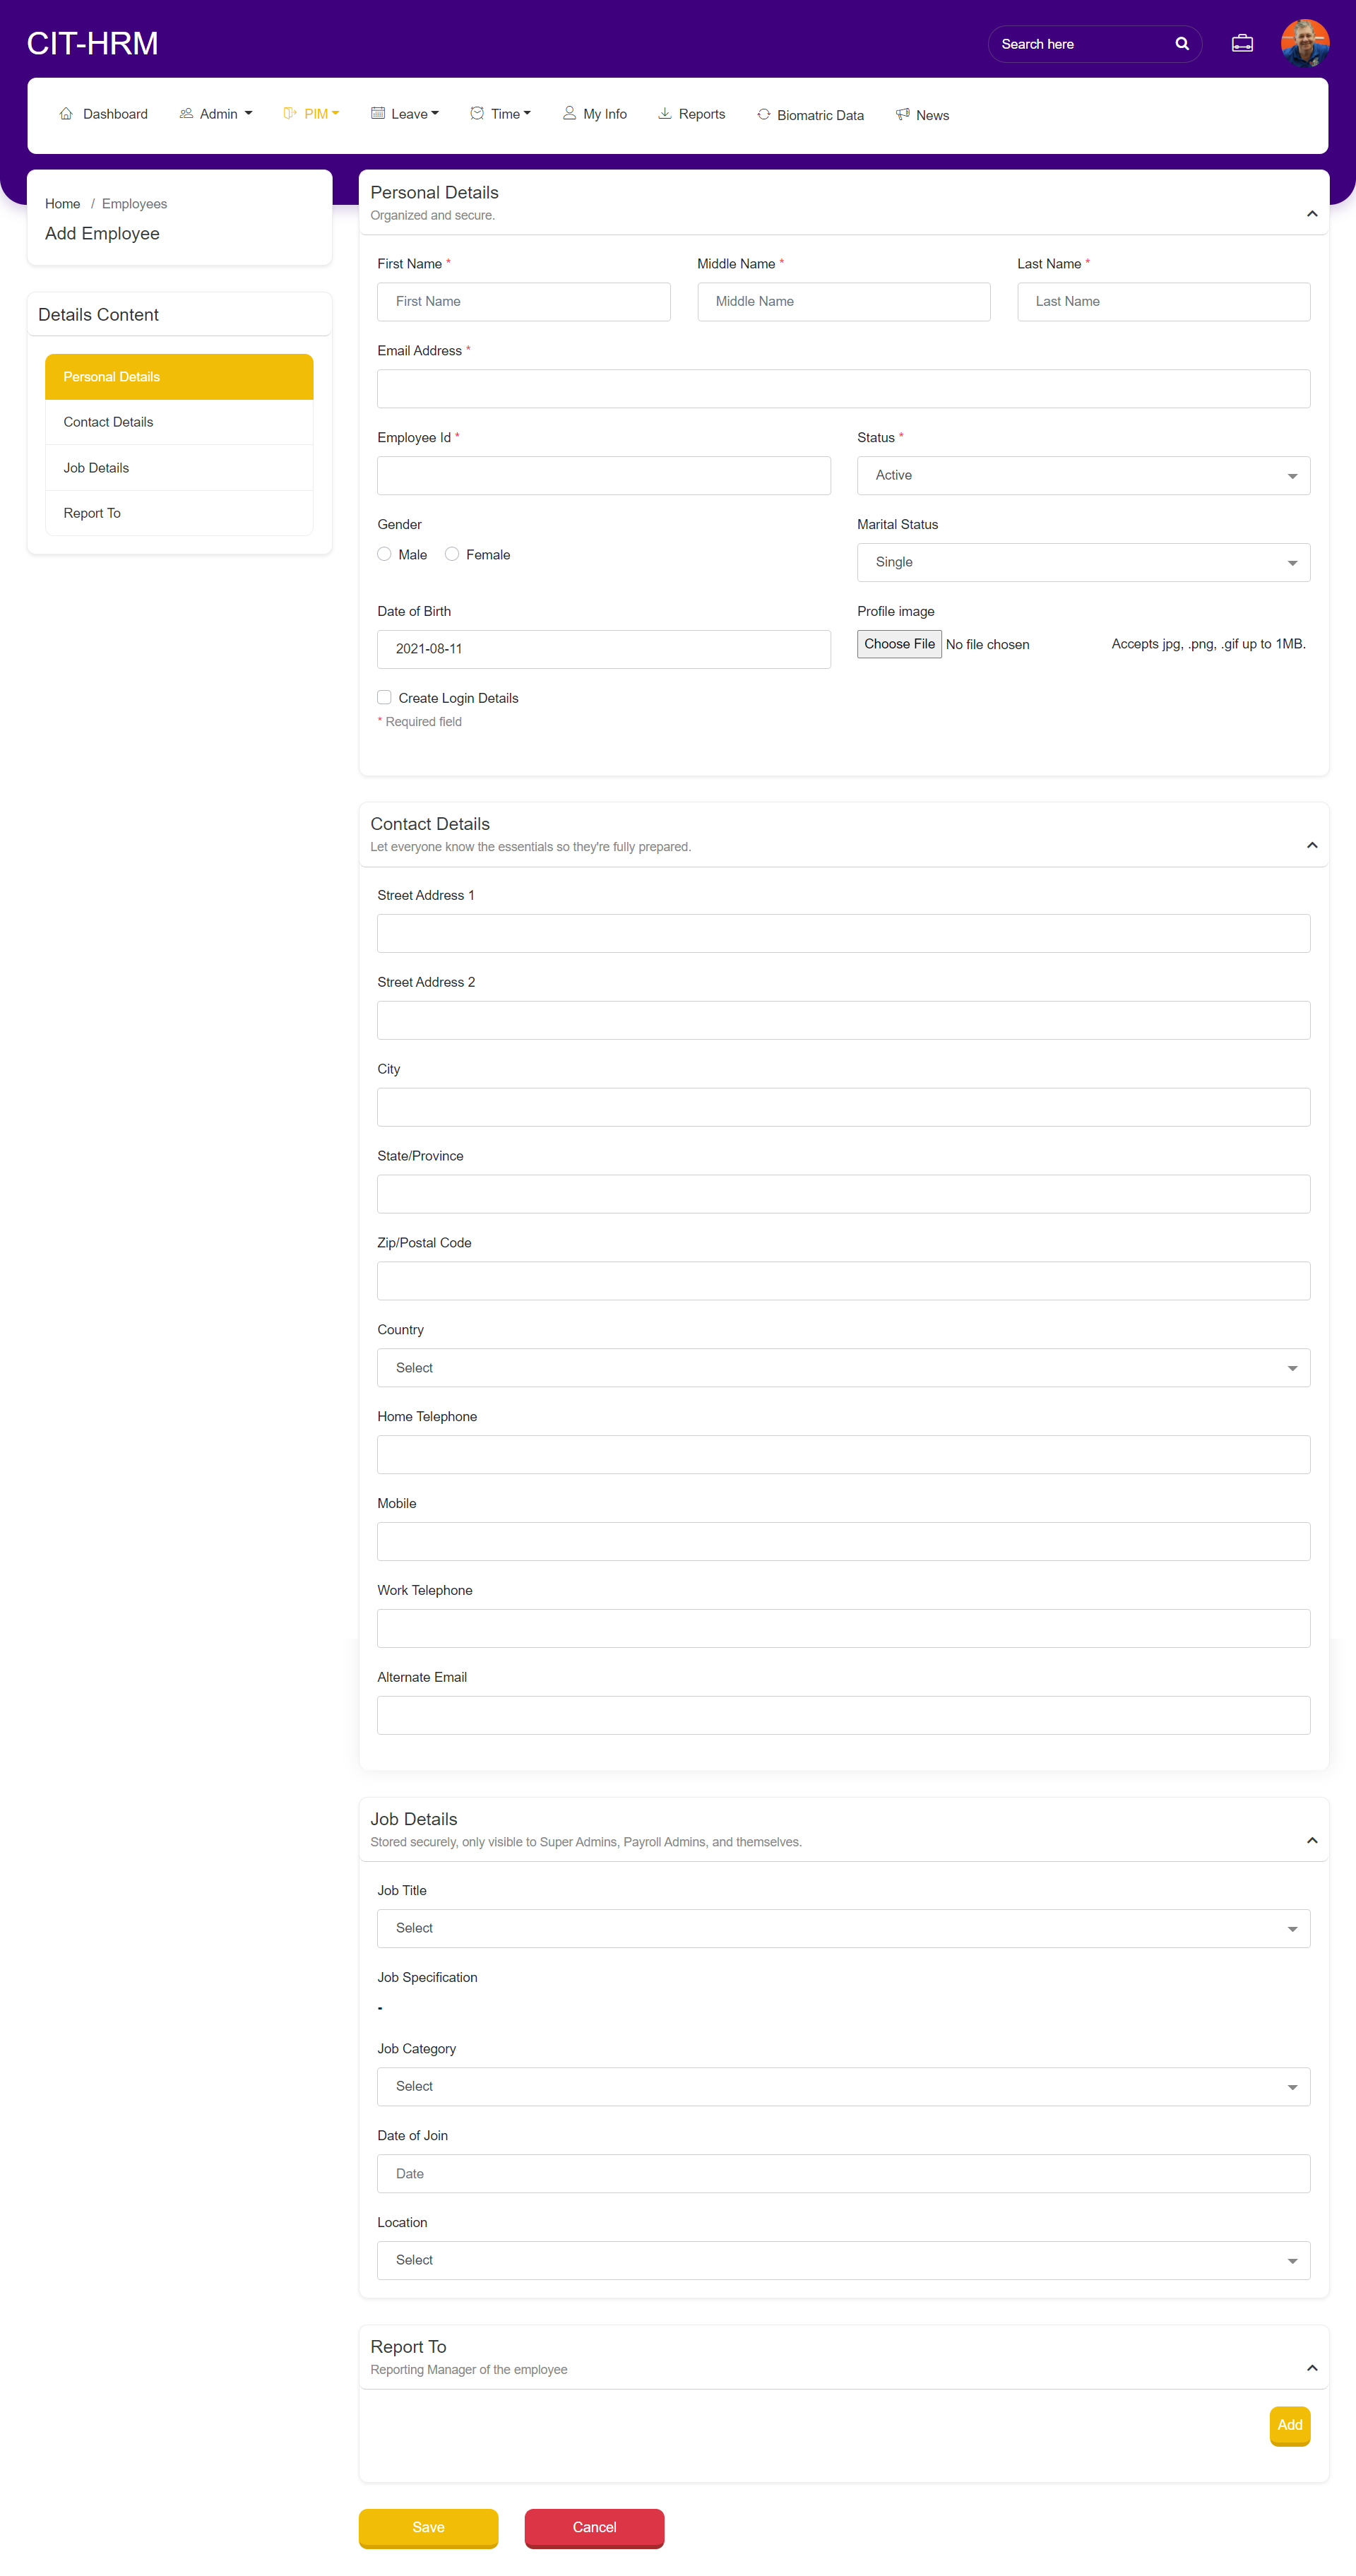 CIT-HRM
Search here
Dashboard Admin PIM Leave Time My Info Reports Biomatric Data News
Home / Employees
Add Employee
Details Content
Personal Details
Contact Details
Job Details
Report To
Personal Details
Organized and secure.
First Name * Middle Name * Last Name *
First Name Middle Name Last Name
Email Address *
Employee Id * Status *
Active
Gender Marital Status
Male Female Single
Date of Birth Profile image
2021-08-11 Choose File No file chosen Accepts jpg, .png, .gif up to 1MB.
Create Login Details
* Required field
Contact Details
Let everyone know the essentials so they're fully prepared.
Street Address 1
Street Address 2
City
State/Province
Zip/Postal Code
Country
Select
Home Telephone
Mobile
Work Telephone
Alternate Email
Job Details
Stored securely, only visible to Super Admins, Payroll Admins, and themselves.
Job Title
Select
Job Specification
-
Job Category
Select
Date of Join
Date
Location
Select
Report To
Reporting Manager of the employee
Add
Save Cancel